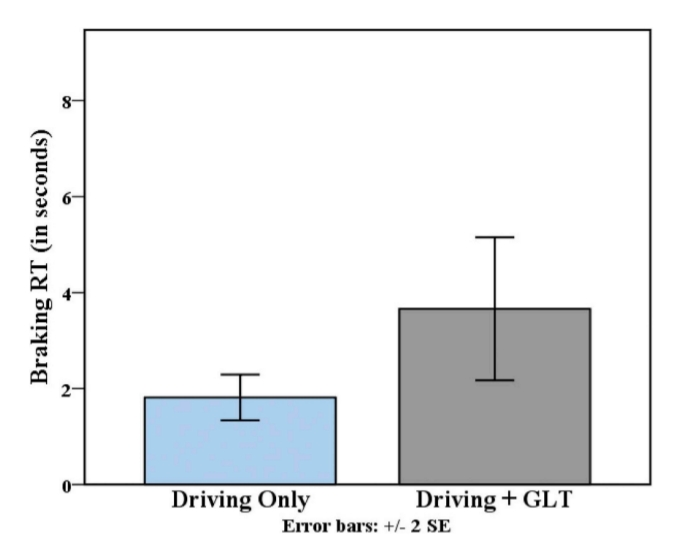 Braking RT (in seconds)
8
6
4
2
0
Driving Only
Driving + GLT
Error bars: +/- 2 SE